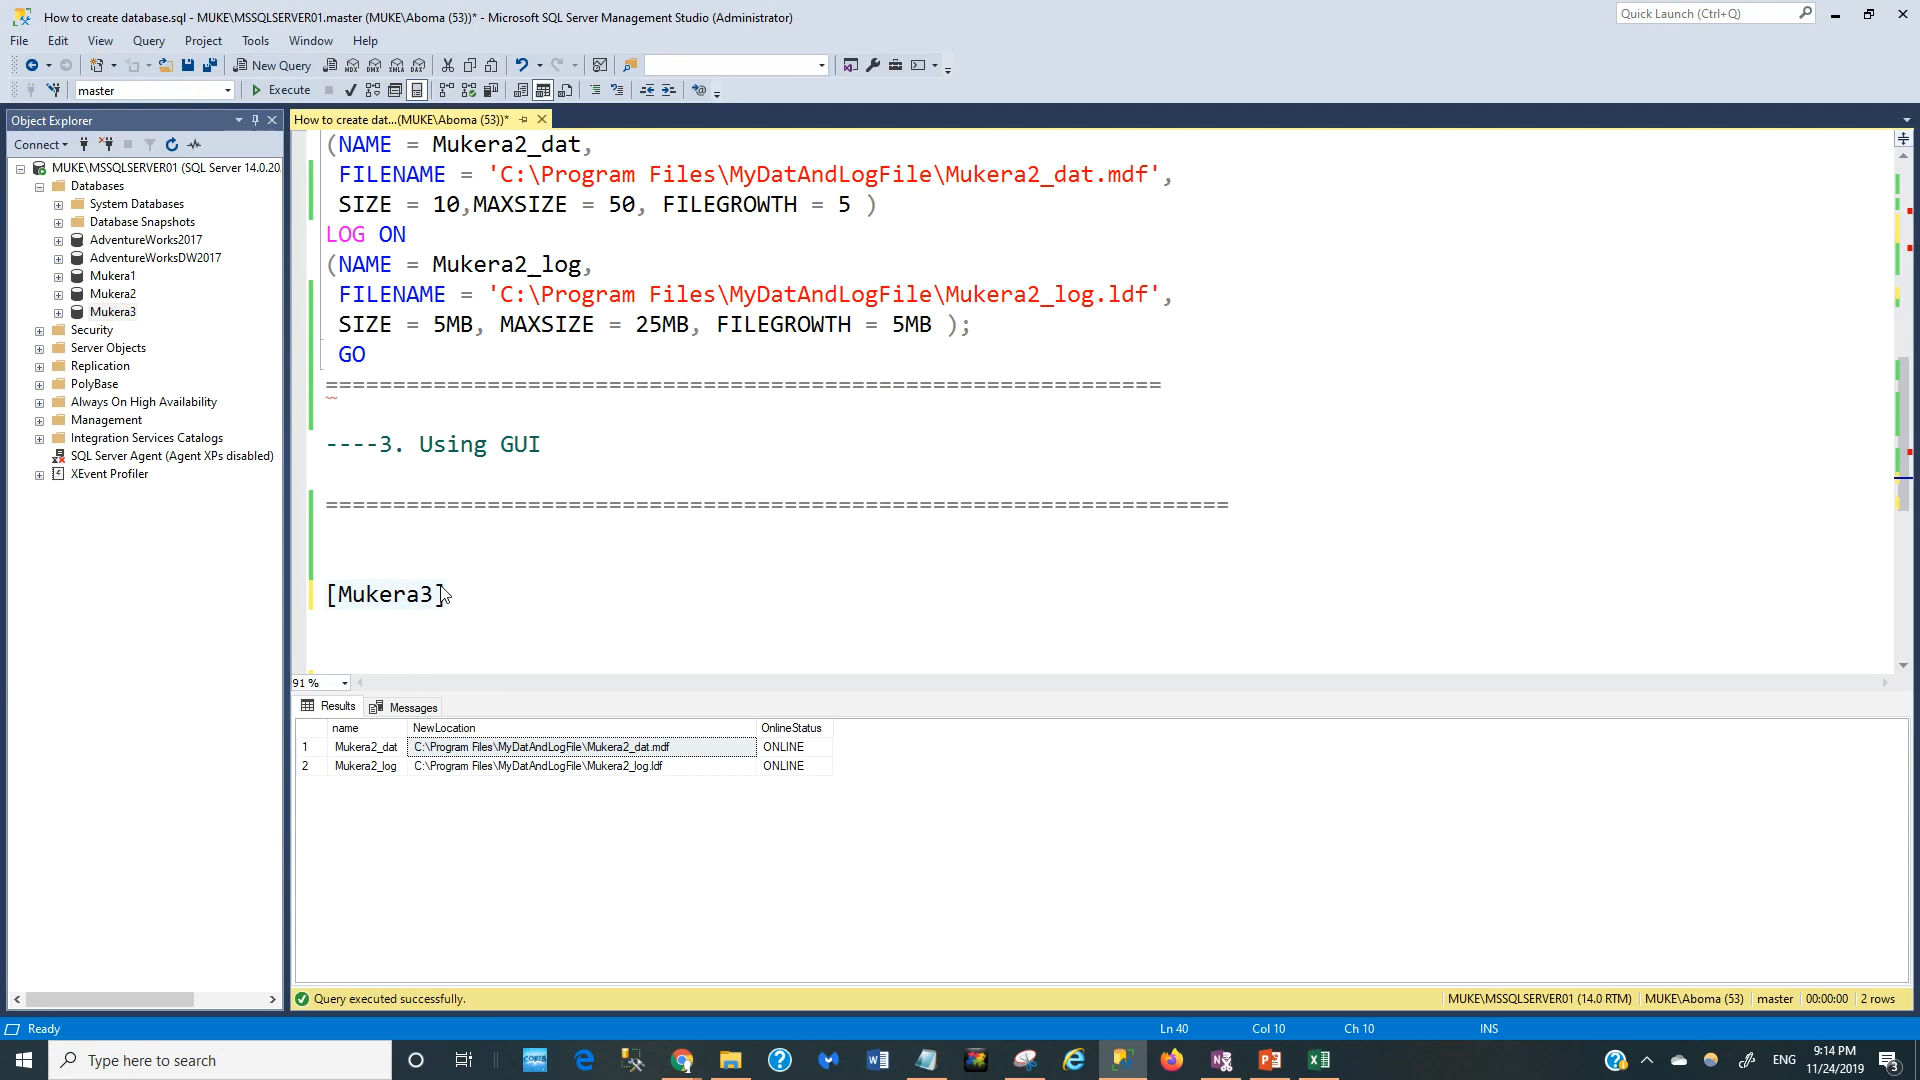 How to create database.sql - MUKE\MSSQLSERVER01.master (MUKE\Aboma (53))* - Microsoft SQL Server Management Studio (Administrator)
Quick Launch (Ctrl+Q)
File Edit View Query Project Tools Window Help
New Query
MDX DMX XMLA DAX
master
Execute
Object Explorer
How to create dat...(MUKE\Aboma (53))*
Connect
MUKE\MSSQLSERVER01 (SQL Server 14.0.20
Databases
System Databases
Database Snapshots
AdventureWorks2017
AdventureWorksDW2017
Mukera1
Mukera2
Mukera3
Security
Server Objects
Replication
PolyBase
Always On High Availability
Management
Integration Services Catalogs
SQL Server Agent (Agent XPs disabled)
XEvent Profiler
(NAME = Mukera2_dat,
FILENAME = 'C:\Program Files\MyDatAndLogFile\Mukera2_dat.mdf',
SIZE = 10,MAXSIZE = 50, FILEGROWTH = 5 )
LOG ON
(NAME = Mukera2_log,
FILENAME = 'C:\Program Files\MyDatAndLogFile\Mukera2_log.ldf',
SIZE = 5MB, MAXSIZE = 25MB, FILEGROWTH = 5MB );
GO
==============================================================
----3. Using GUI
===================================================================
[Mukera3]
91 %
Results Messages
name NewLocation OnlineStatus
1 Mukera2_dat C:\Program Files\MyDatAndLogFile\Mukera2_dat.mdf ONLINE
2 Mukera2_log C:\Program Files\MyDatAndLogFile\Mukera2_log.ldf ONLINE
Query executed successfully.
MUKE\MSSQLSERVER01 (14.0 RTM) MUKE\Aboma (53) master 00:00:00 2 rows
Ready
Ln 40 Col 10 Ch 10 INS
Type here to search
ENG
9:14 PM
11/24/2019
3